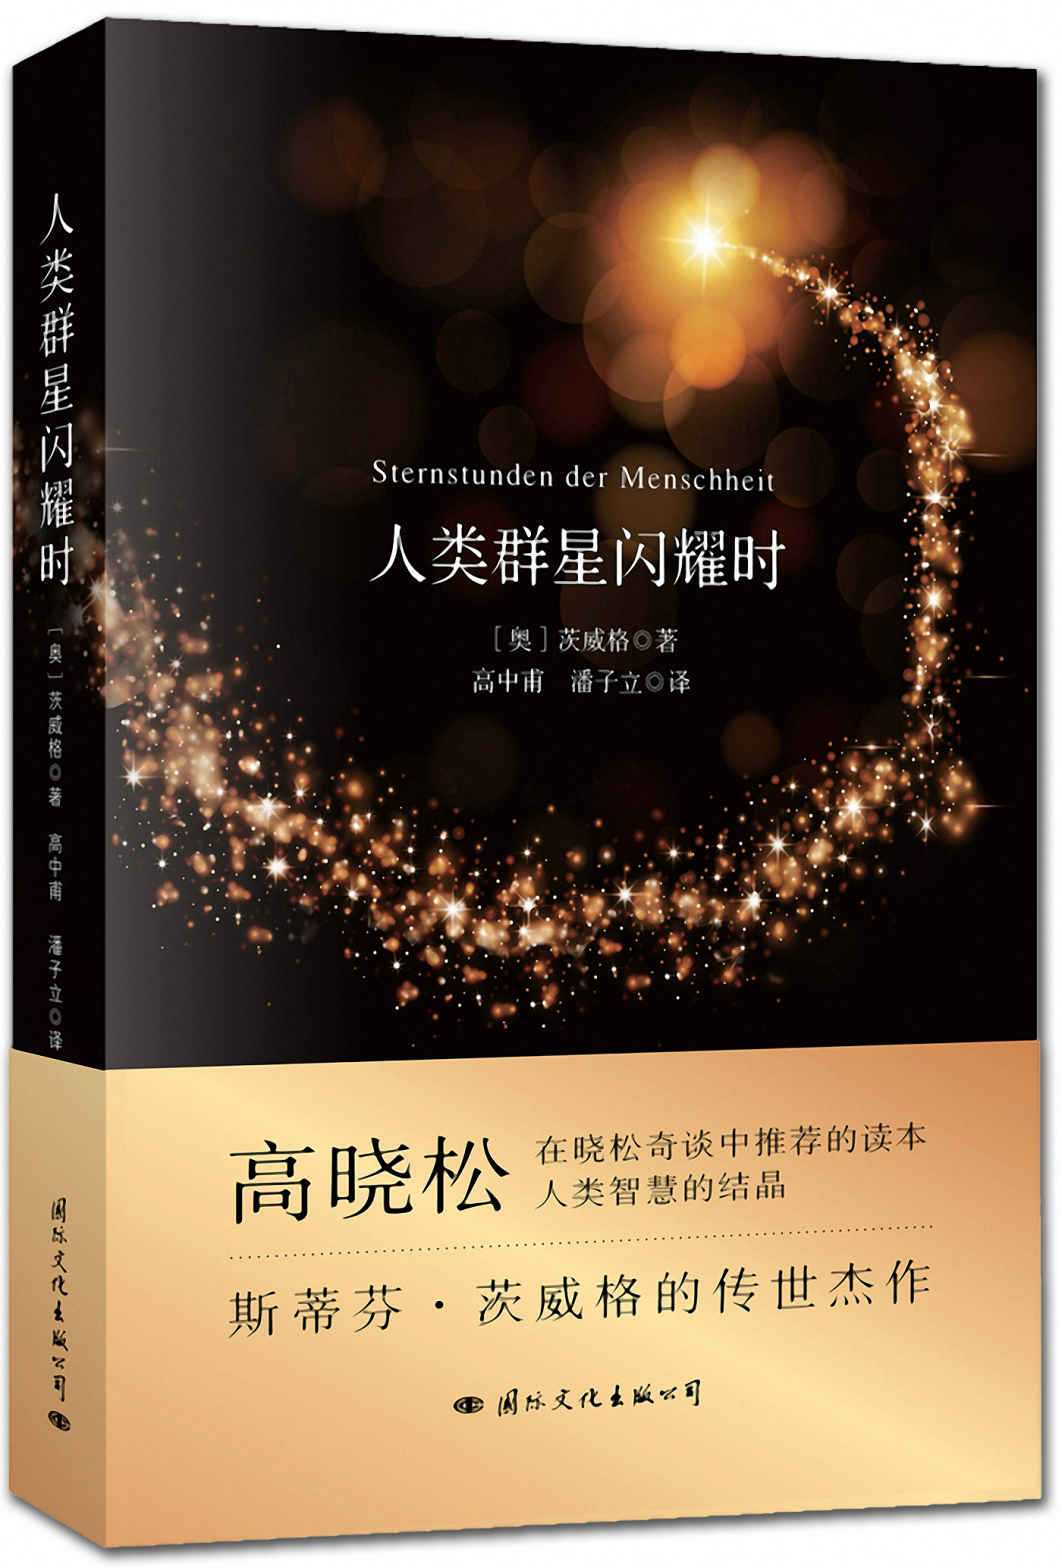 人类群星闪耀时
[奥]茨威格◎著 高中甫 潘子立◎译
国际文化出版公司
Sternstunden der Menschheit
人类群星闪耀时
[奥]茨威格◎著
高中甫 潘子立◎译
高晓松
在晓松奇谈中推荐的读本
人类智慧的结晶
斯蒂芬·茨威格的传世杰作
国际文化出版公司